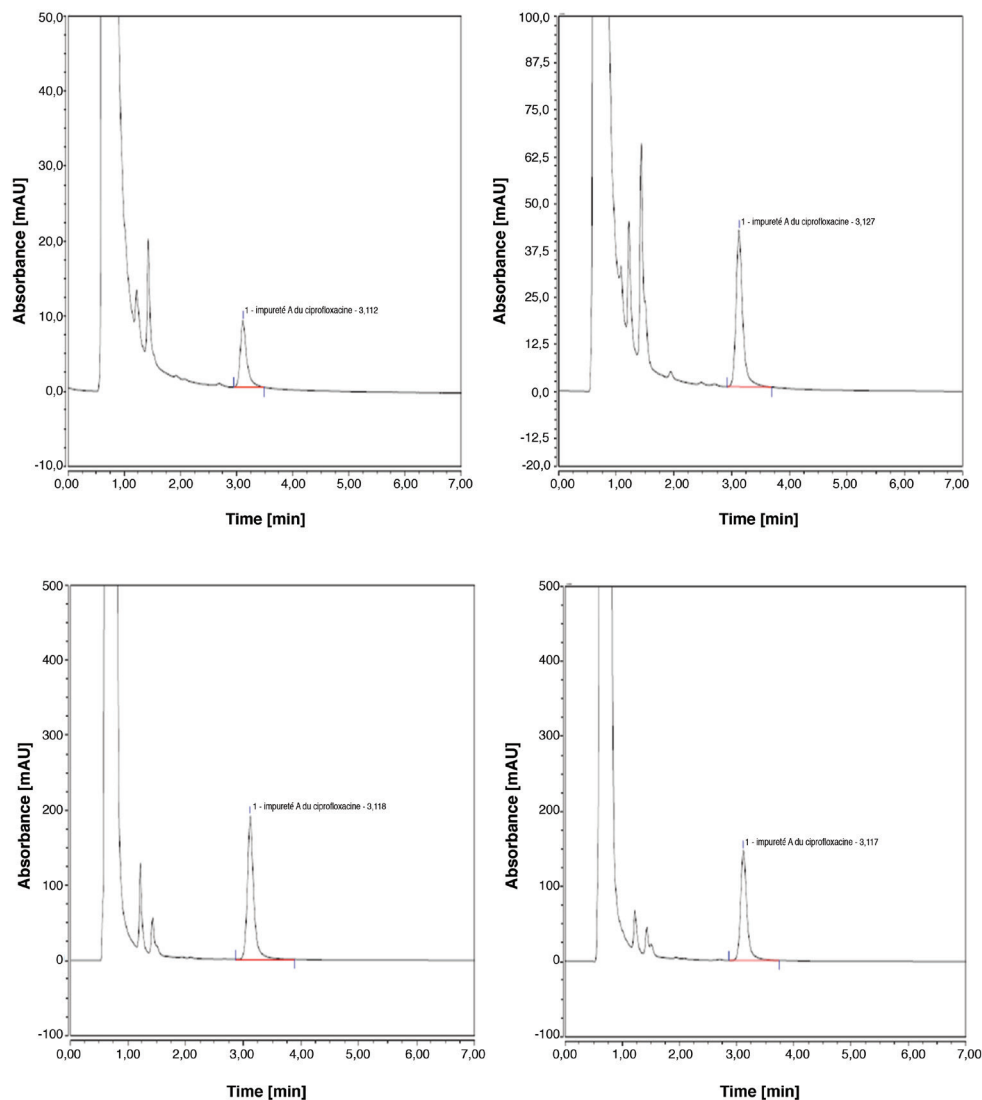 50,0
40,0
30,0
20,0
10,0
0,0
-10,0
Absorbance [mAU]
1 - impureté A du ciprofloxacine - 3,112
0,00 1,00 2,00 3,00 4,00 5,00 6,00 7,00
Time [min]
100,0
87,5
75,0
62,5
50,0
37,5
25,0
12,5
0,0
-12,5
-20,0
Absorbance [mAU]
1 - impureté A du ciprofloxacine - 3,127
0,00 1,00 2,00 3,00 4,00 5,00 6,00 7,00
Time [min]
500
400
300
200
100
0
-100
Absorbance [mAU]
1 - impureté A du ciprofloxacine - 3,118
0,00 1,00 2,00 3,00 4,00 5,00 6,00 7,00
Time [min]
500
400
300
200
150
100
0
-100
Absorbance [mAU]
1 - impureté A du ciprofloxacine - 3,117
0,00 1,00 2,00 3,00 4,00 5,00 6,00 7,00
Time [min]